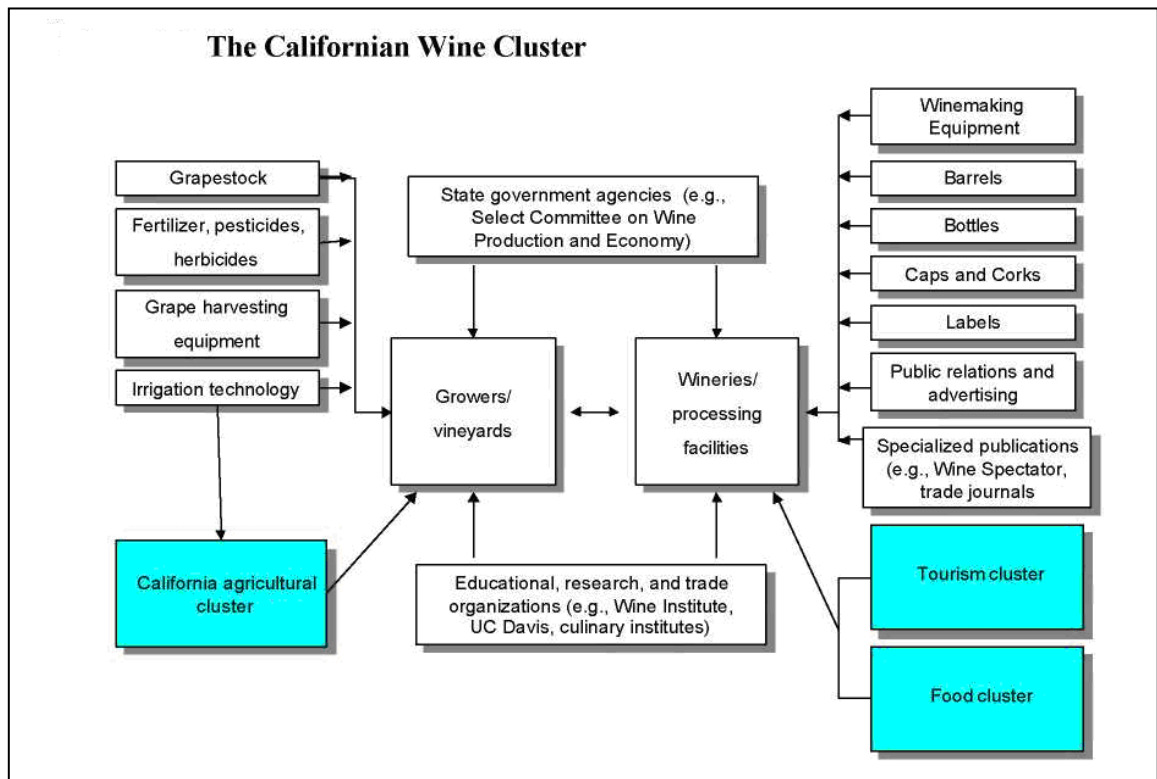 The Californian Wine Cluster
Grapestock
Fertilizer, pesticides,
herbicides
Grape harvesting
equipment
Irrigation technology
California agricultural
cluster
State government agencies (e.g.,
Select Committee on Wine
Production and Economy)
Growers/
vineyards
Wineries/
processing
facilities
Educational, research, and trade
organizations (e.g., Wine Institute,
UC Davis, culinary institutes)
Winemaking
Equipment
Barrels
Bottles
Caps and Corks
Labels
Public relations and
advertising
Specialized publications
(e.g., Wine Spectator,
trade journals
Tourism cluster
Food cluster